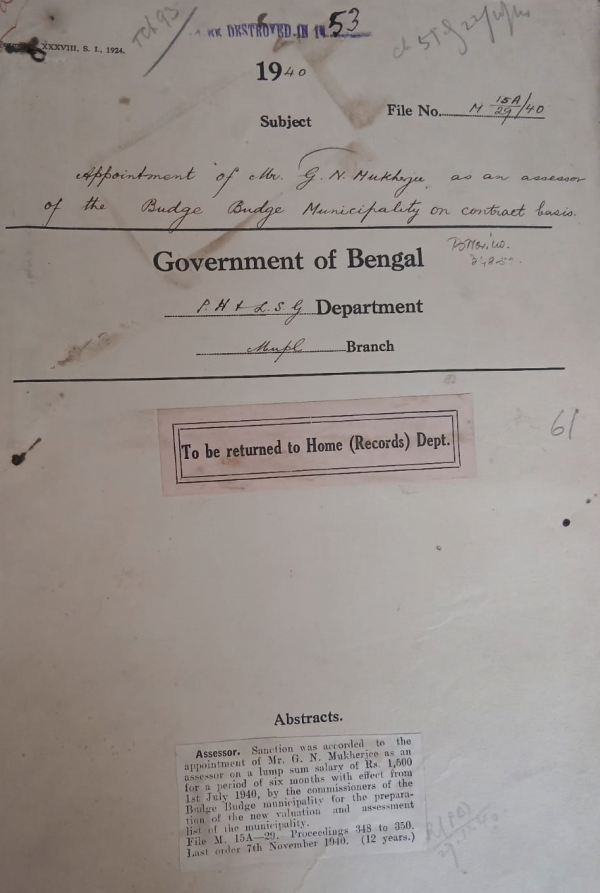 XXXVIII, S. I., 1924.
DESTROYED IN 1953
1940
File No. M 15A/29/40
Subject
Appointment of Mr. G. N. Mukherjee as an assessor
of the Budge Budge Municipality on contract basis.
Government of Bengal
P. H & L. S. G Department
Mupl Branch
To be returned to Home (Records) Dept.
61
Abstracts.
Assessor. Sanction was accorded to the
appointment of Mr. G. N. Mukherjee as an
assessor on a lump sum salary of Rs. 1,600
for a period of six months with effect from
1st July 1940, by the commissioners of the
Budge Budge municipality for the prepara-
tion of the new valuation and assessment
list of the municipality.
File M. 15A—29. Proceedings 348 to 350.
Last order 7th November 1940. (12 years.)